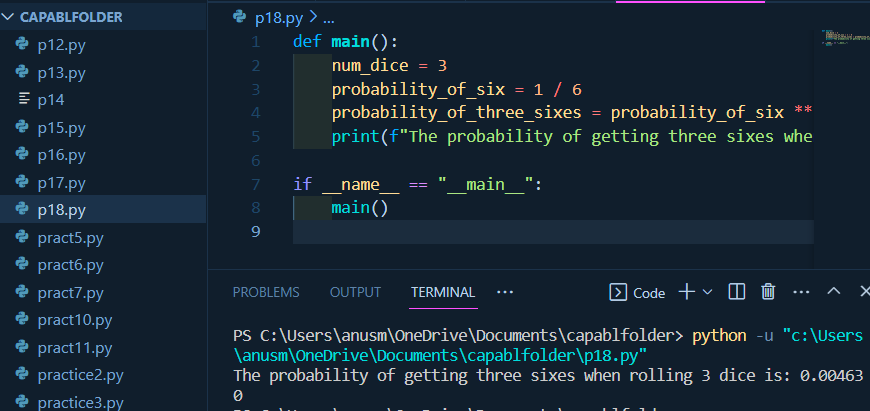 CAPABLFOLDER
p12.py
p13.py
p14
p15.py
p16.py
p17.py
p18.py
pract5.py
pract6.py
pract7.py
pract10.py
pract11.py
practice2.py
practice3.py
p18.py > ...
1 def main():
2 num_dice = 3
3 probability_of_six = 1 / 6
4 probability_of_three_sixes = probability_of_six **
5 print(f"The probability of getting three sixes whe
6
7 if __name__ == "__main__":
8 main()
9
PROBLEMS OUTPUT TERMINAL ··· Code
PS C:\Users\anusm\OneDrive\Documents\capablfolder> python -u "c:\Users
\anusm\OneDrive\Documents\capablfolder\p18.py"
The probability of getting three sixes when rolling 3 dice is: 0.00463
0